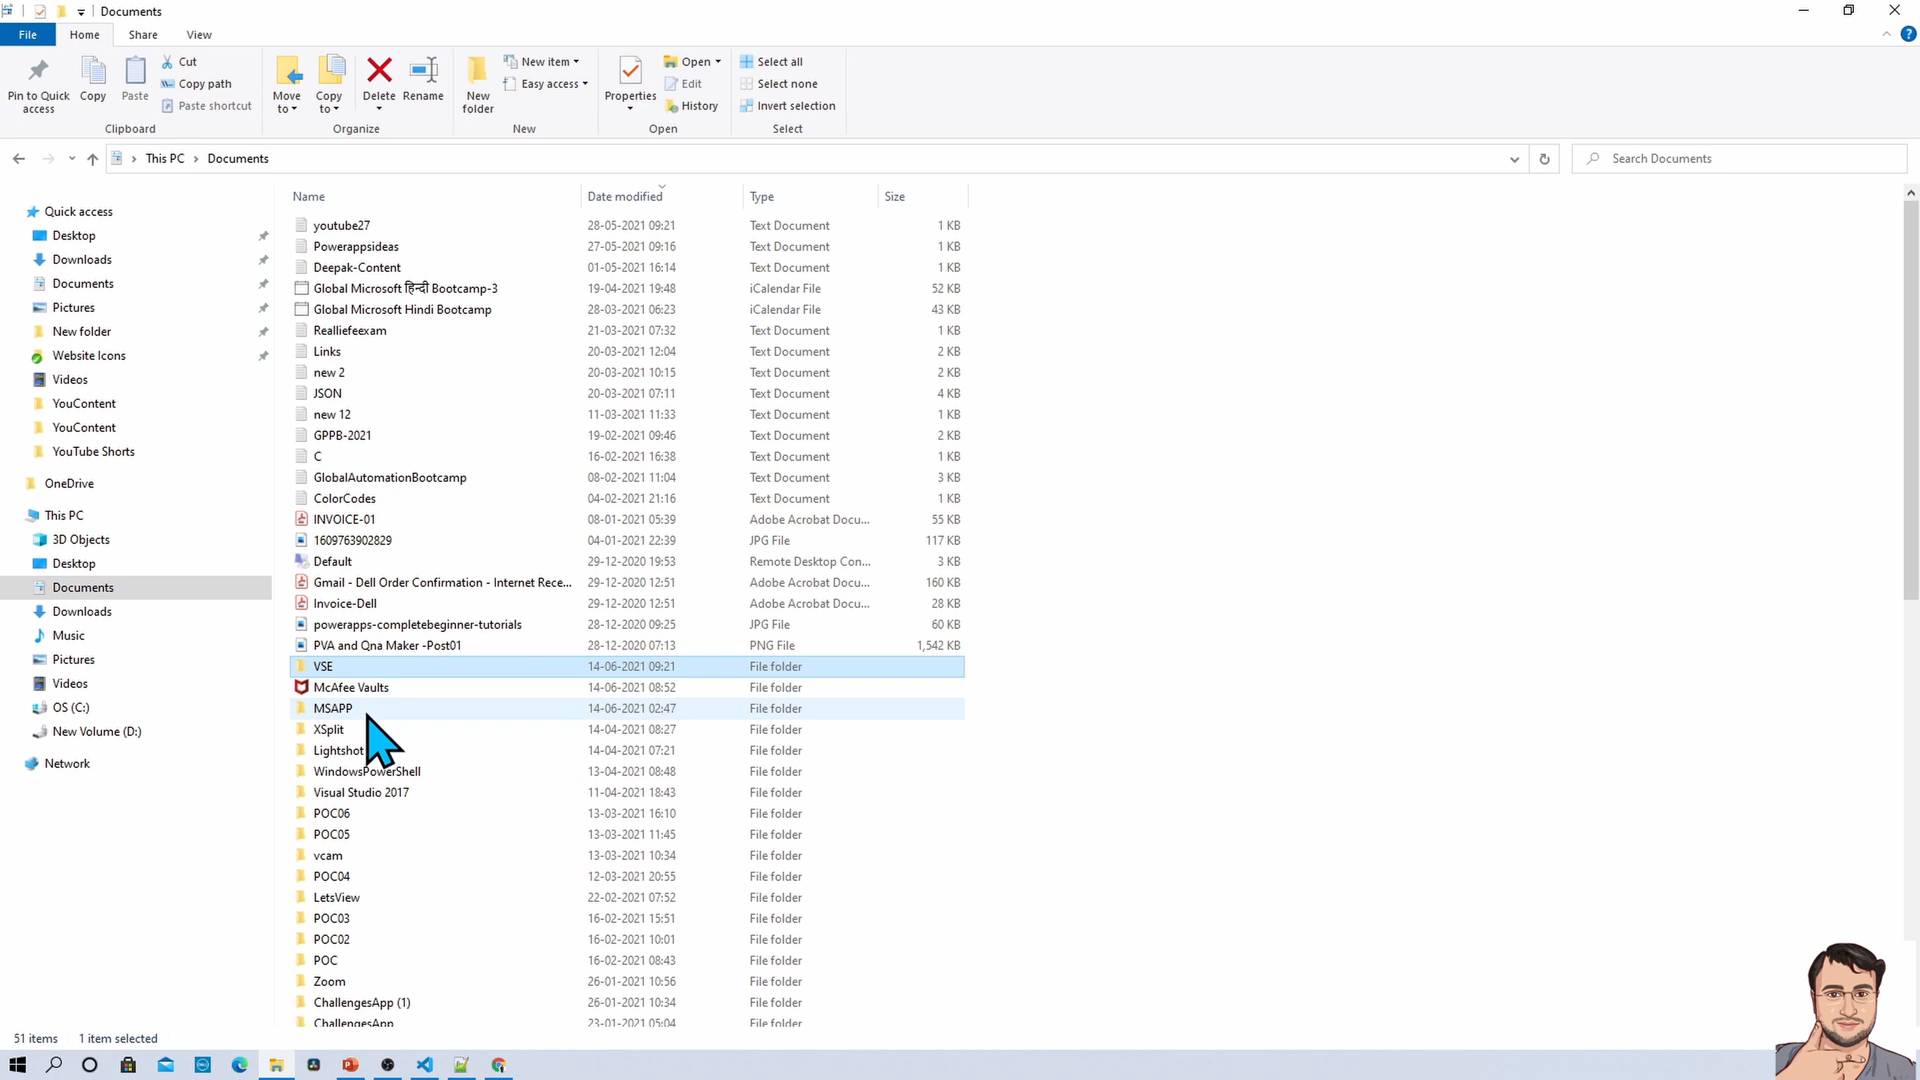 Documents
File Home Share View
Pin to Quick access
Copy
Paste
Cut
Copy path
Paste shortcut
Clipboard
Move to
Copy to
Delete
Rename
Organize
New folder
New item
Easy access
New
Properties
Open
Edit
History
Open
Select all
Select none
Invert selection
Select
This PC > Documents
Search Documents
Quick access
Desktop
Downloads
Documents
Pictures
New folder
Website Icons
Videos
YouContent
YouContent
YouTube Shorts
OneDrive
This PC
3D Objects
Desktop
Documents
Downloads
Music
Pictures
Videos
OS (C:)
New Volume (D:)
Network
Name Date modified Type Size
youtube27 28-05-2021 09:21 Text Document 1 KB
Powerappsideas 27-05-2021 09:16 Text Document 1 KB
Deepak-Content 01-05-2021 16:14 Text Document 1 KB
Global Microsoft हिन्दी Bootcamp-3 19-04-2021 19:48 iCalendar File 52 KB
Global Microsoft Hindi Bootcamp 28-03-2021 06:23 iCalendar File 43 KB
Realliefeexam 21-03-2021 07:32 Text Document 1 KB
Links 20-03-2021 12:04 Text Document 2 KB
new 2 20-03-2021 10:15 Text Document 2 KB
JSON 20-03-2021 07:11 Text Document 4 KB
new 12 11-03-2021 11:33 Text Document 1 KB
GPPB-2021 19-02-2021 09:46 Text Document 2 KB
C 16-02-2021 16:38 Text Document 1 KB
GlobalAutomationBootcamp 08-02-2021 11:04 Text Document 3 KB
ColorCodes 04-02-2021 21:16 Text Document 1 KB
INVOICE-01 08-01-2021 05:39 Adobe Acrobat Docu... 55 KB
1609763902829 04-01-2021 22:39 JPG File 117 KB
Default 29-12-2020 19:53 Remote Desktop Con... 3 KB
Gmail - Dell Order Confirmation - Internet Rece... 29-12-2020 12:51 Adobe Acrobat Docu... 160 KB
Invoice-Dell 29-12-2020 12:51 Adobe Acrobat Docu... 28 KB
powerapps-completebeginner-tutorials 28-12-2020 09:25 JPG File 60 KB
PVA and Qna Maker -Post01 28-12-2020 07:13 PNG File 1,542 KB
VSE 14-06-2021 09:21 File folder
McAfee Vaults 14-06-2021 08:52 File folder
MSAPP 14-06-2021 02:47 File folder
XSplit 14-04-2021 08:27 File folder
Lightshot 14-04-2021 07:21 File folder
WindowsPowerShell 13-04-2021 08:48 File folder
Visual Studio 2017 11-04-2021 18:43 File folder
POC06 13-03-2021 16:10 File folder
POC05 13-03-2021 11:45 File folder
vcam 13-03-2021 10:34 File folder
POC04 12-03-2021 20:55 File folder
LetsView 22-02-2021 07:52 File folder
POC03 16-02-2021 15:51 File folder
POC02 16-02-2021 10:01 File folder
POC 16-02-2021 08:43 File folder
Zoom 26-01-2021 10:56 File folder
ChallengesApp (1) 26-01-2021 10:34 File folder
ChallengesApp 23-01-2021 05:04 File folder
51 items 1 item selected